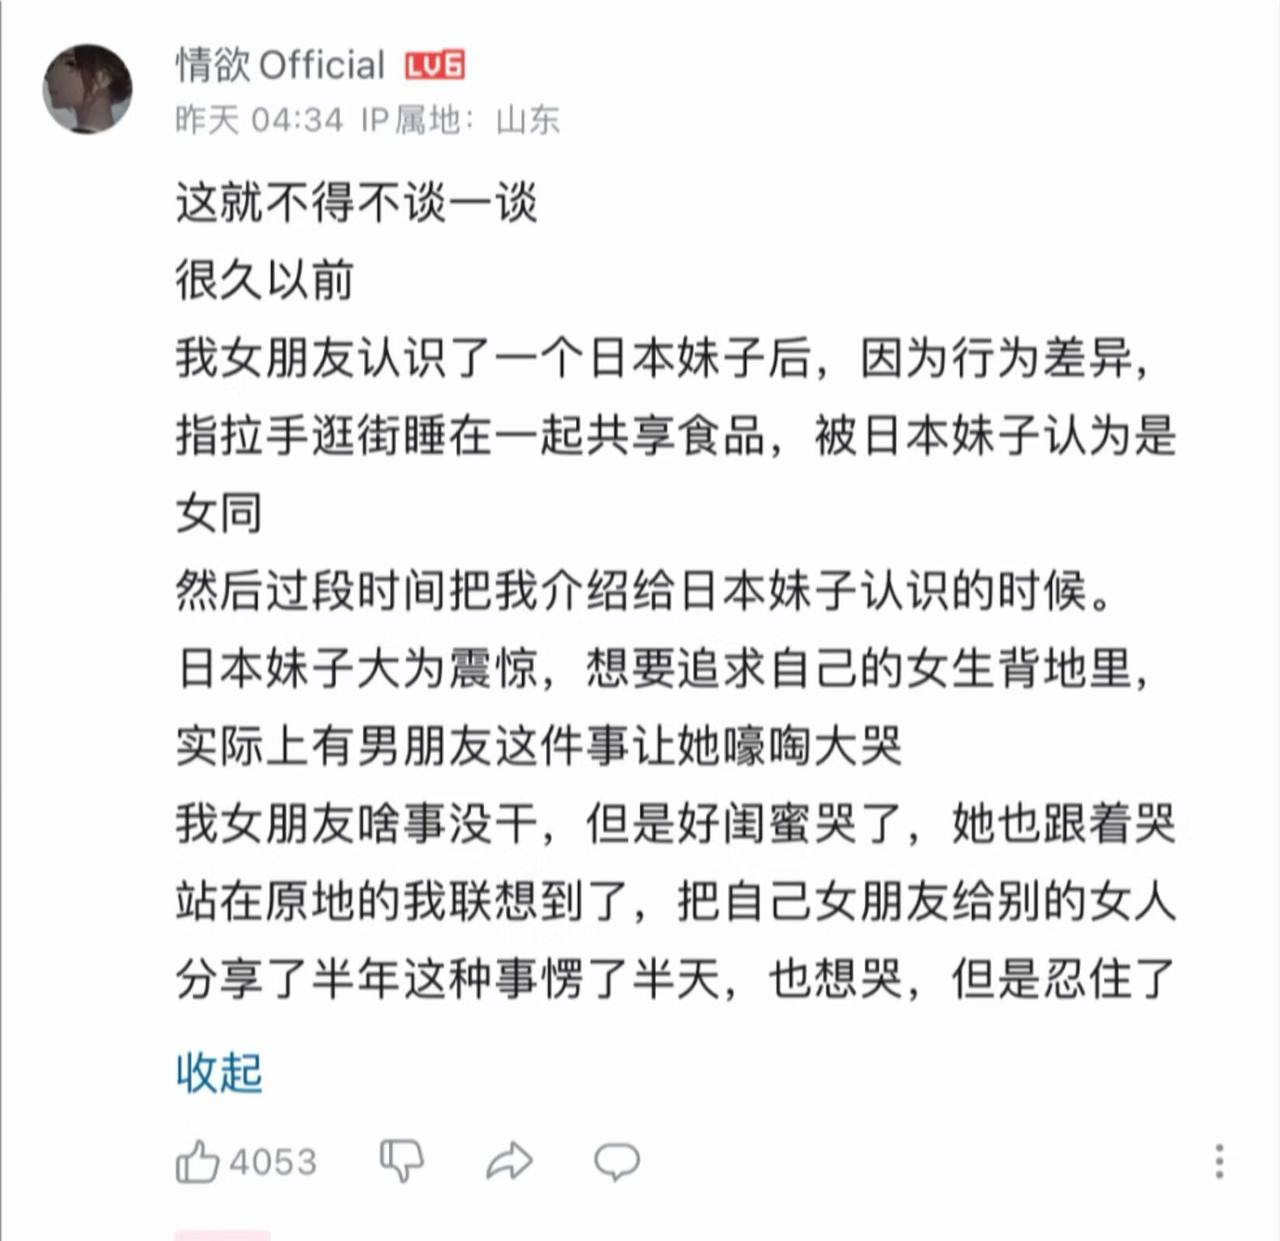 情欲Official LV6
昨天 04:34 IP属地：山东
这就不得不谈一谈
很久以前
我女朋友认识了一个日本妹子后，因为行为差异，
指拉手逛街睡在一起共享食品，被日本妹子认为是
女同
然后过段时间把我介绍给日本妹子认识的时候。
日本妹子大为震惊，想要追求自己的女生背地里，
实际上有男朋友这件事让她嚎啕大哭
我女朋友啥事没干，但是好闺蜜哭了，她也跟着哭
站在原地的我联想到了，把自己女朋友给别的女人
分享了半年这种事愣了半天，也想哭，但是忍住了
收起
4053